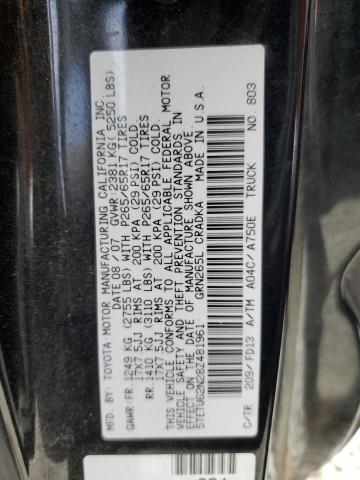 MFD. BY: TOYOTA MOTOR MANUFACTURING CALIFORNIA INC
DATE 08/07 GVWR 2381 KG (5250 LBS)
GAWR FR. 1249 KG (2755 LBS) WITH P265/65R17 TIRES
17X7.5JJ RIMS AT 200 KPA (29 PSI) COLD
RR. 1410 KG (3110 LBS) WITH P265/65R17 TIRES
17X7.5JJ RIMS AT 200 KPA (29 PSI) COLD
THIS VEHICLE CONFORMS TO ALL APPLICABLE FEDERAL MOTOR
VEHICLE SAFETY AND THEFT PREVENTION STANDARDS IN
EFFECT ON THE DATE OF MANUFACTURE SHOWN ABOVE.
5TETU62N28Z481961 GRN265L CRADKA MADE IN U.S.A.
C/TR 209/FD13 A/TM A04C/A750E TRUCK NO. 803